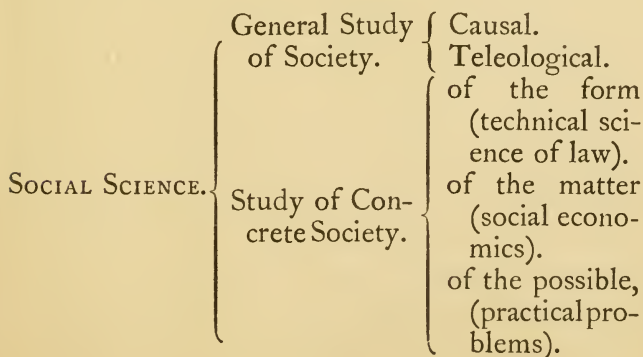 SOCIAL SCIENCE.
General Study
of Society.
Causal.
Teleological.
Study of Con-
crete Society.
of the form
(technical sci-
ence of law).
of the matter
(social econo-
mics).
of the possible,
(practical pro-
blems).